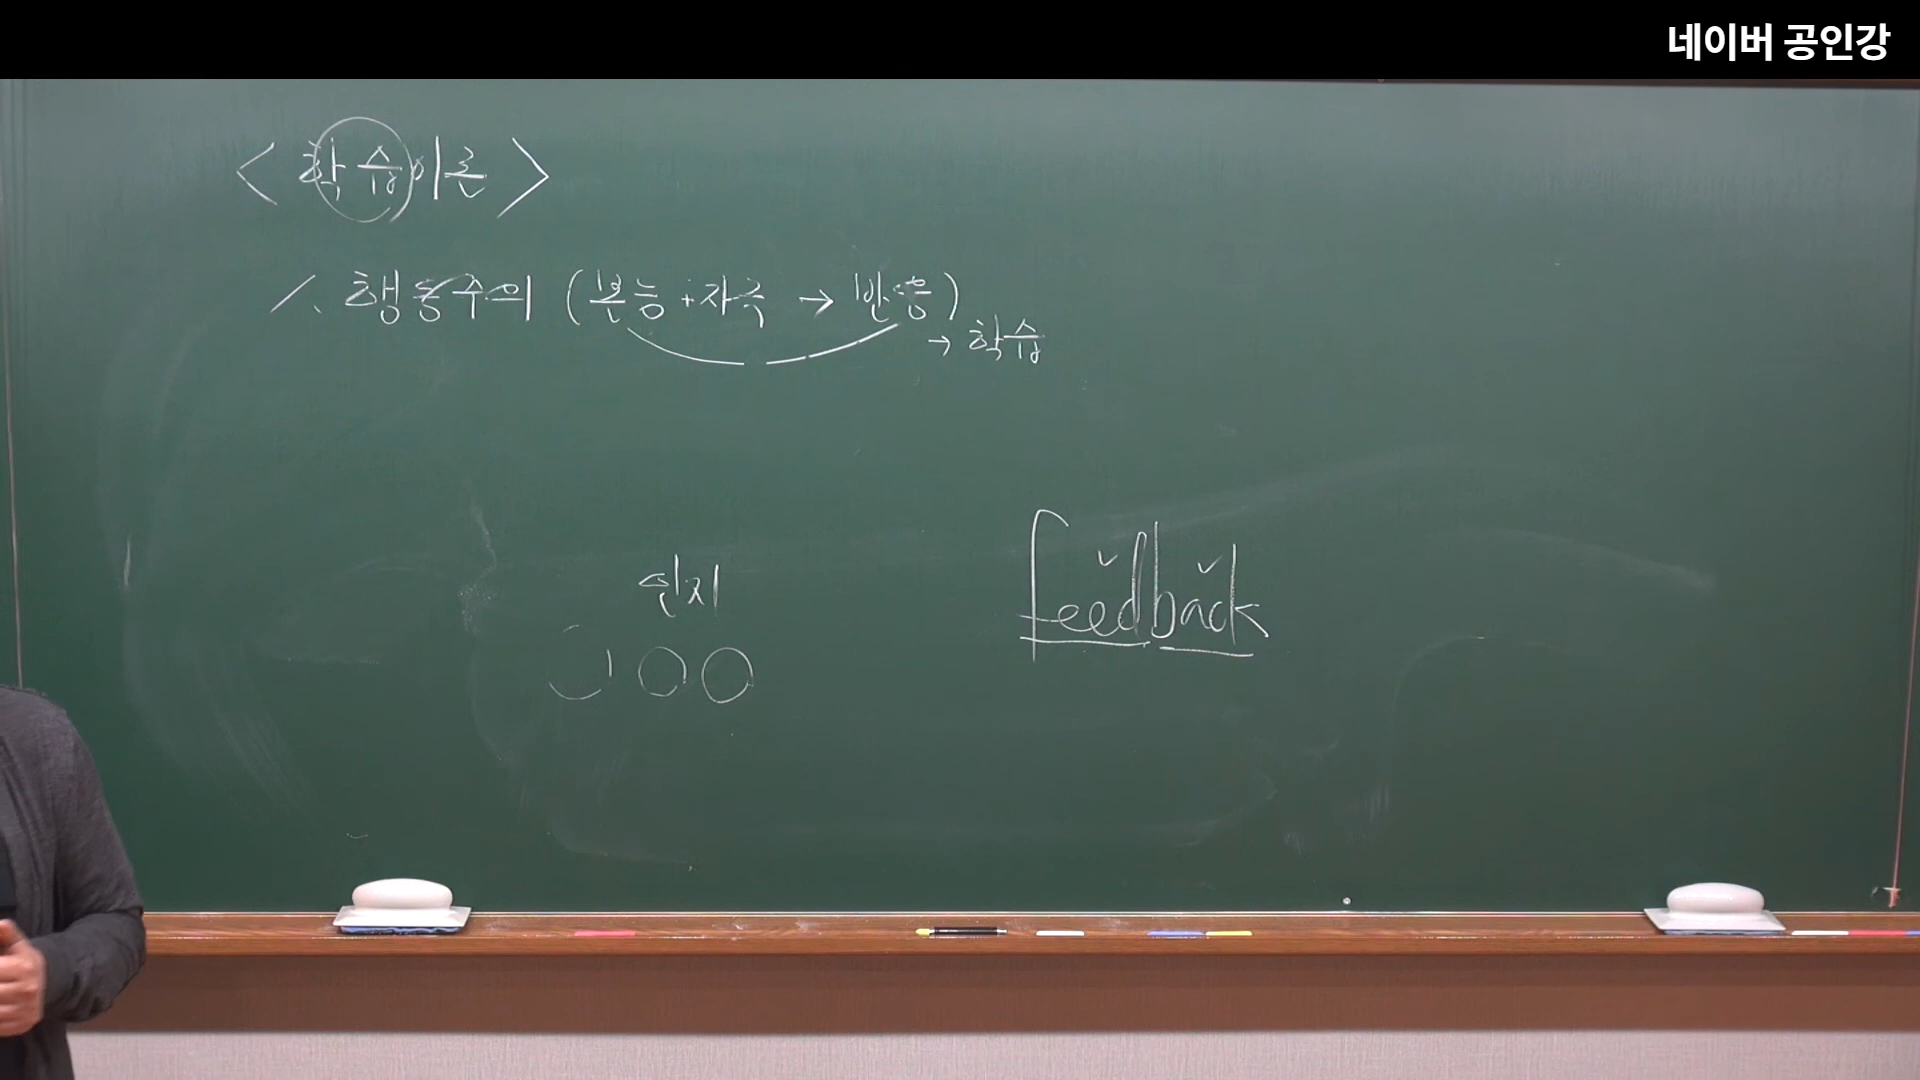 네이버 공인강
< 학습이론 >
1. 행동주의 (본능+자극 → 반응)
→ 학습
인지
feedback